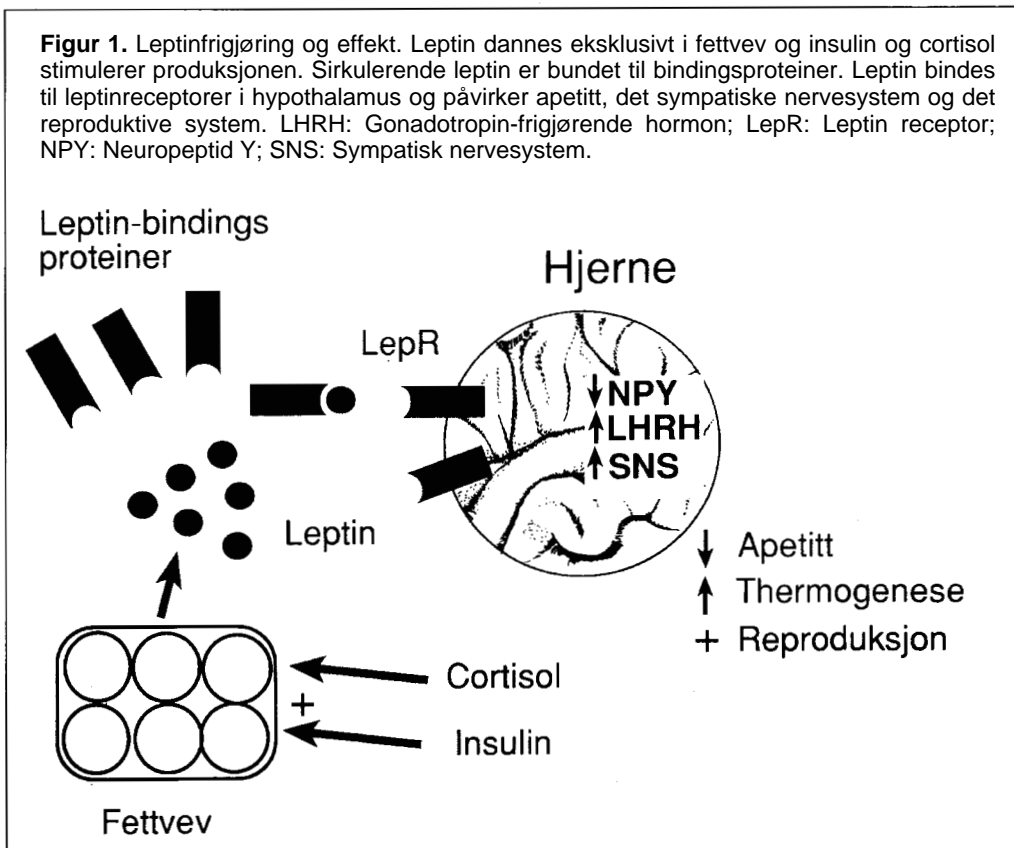 Figur 1. Leptinfrigjøring og effekt. Leptin dannes eksklusivt i fettvev og insulin og cortisol
stimulerer produksjonen. Sirkulerende leptin er bundet til bindingsproteiner. Leptin bindes
til leptinreceptorer i hypothalamus og påvirker apetitt, det sympatiske nervesystem og det
reproduktive system. LHRH: Gonadotropin-frigjørende hormon; LepR: Leptin receptor;
NPY: Neuropeptid Y; SNS: Sympatisk nervesystem.
Leptin-bindings
proteiner
Hjerne
LepR
↓NPY
↑LHRH
↑SNS
Leptin
↓ Apetitt
↑ Thermogenese
+ Reproduksjon
Cortisol
+
Insulin
Fettvev